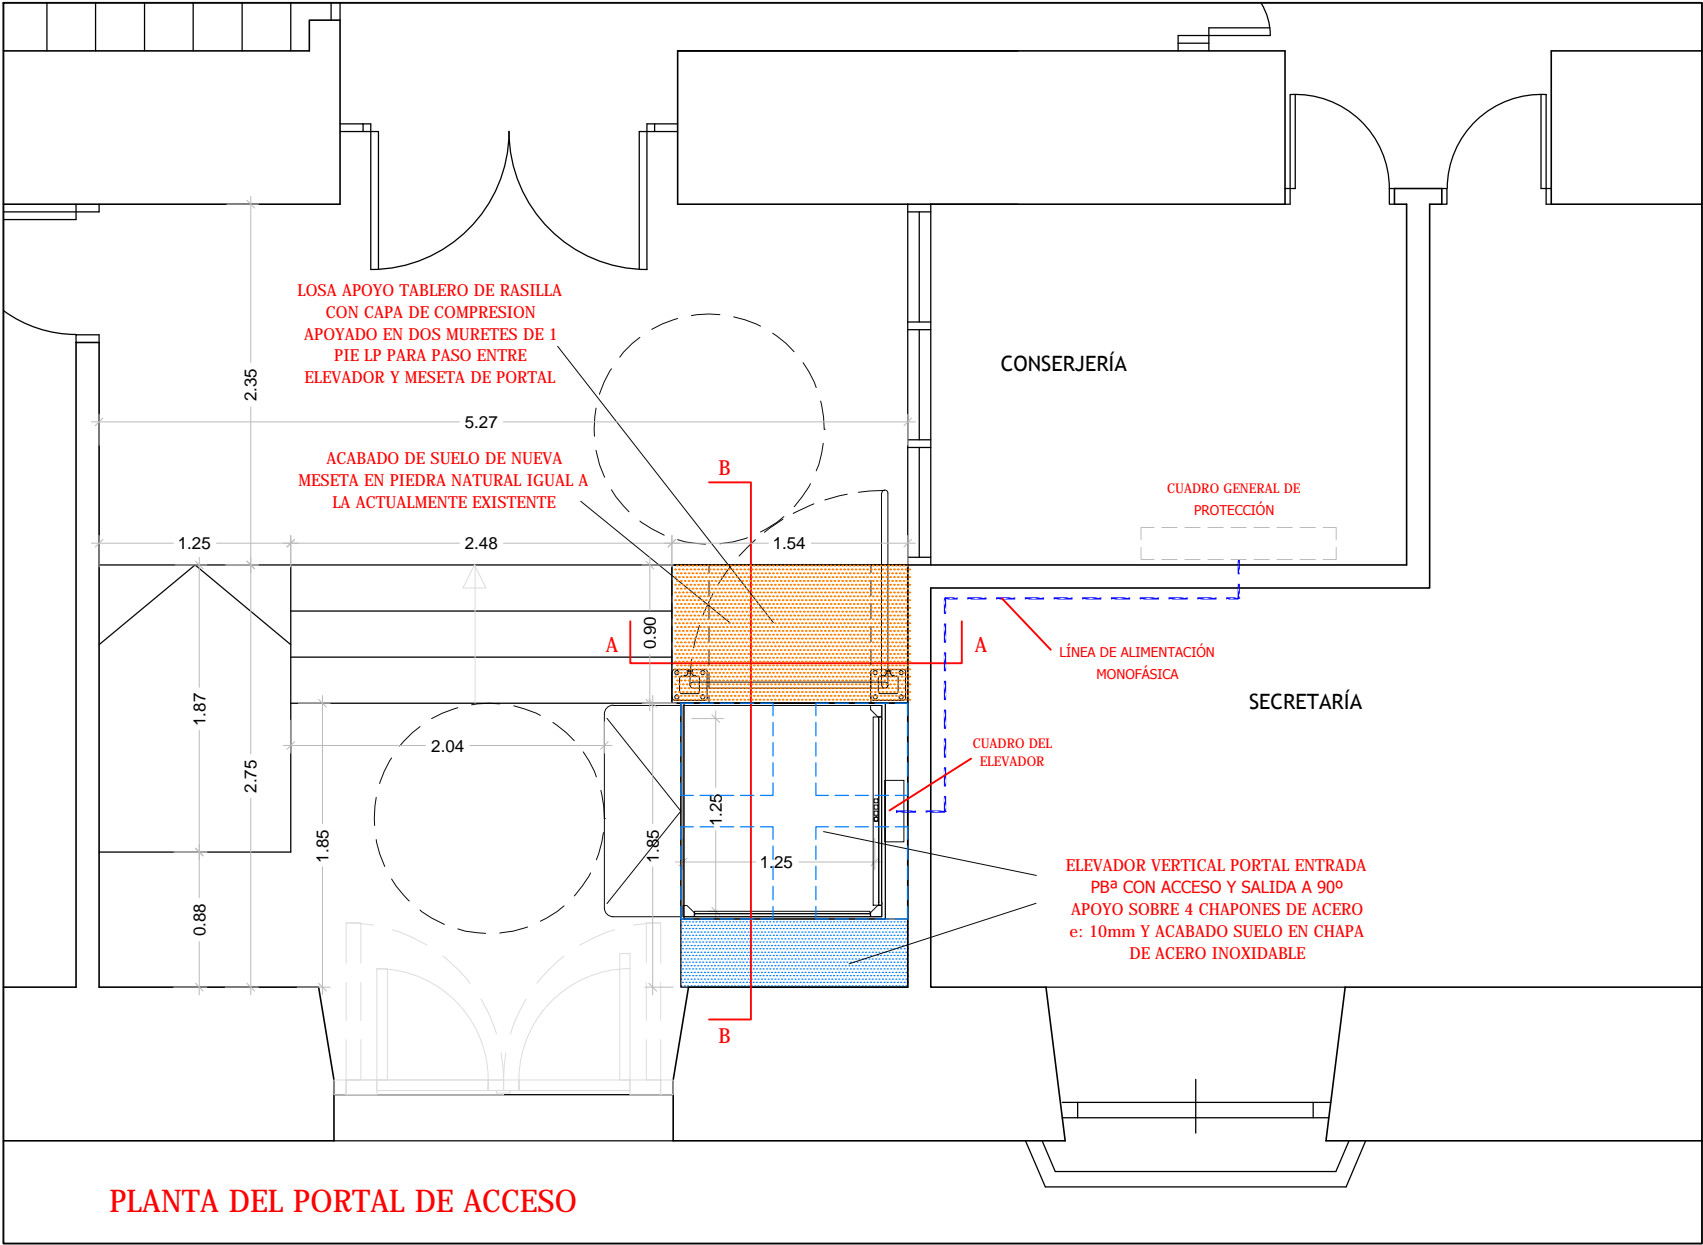 LOSA APOYO TABLERO DE RASILLA
CON CAPA DE COMPRESION
APOYADO EN DOS MURETES DE 1
PIE LP PARA PASO ENTRE
ELEVADOR Y MESETA DE PORTAL
2.35
5.27
CONSERJERÍA
ACABADO DE SUELO DE NUEVA
MESETA EN PIEDRA NATURAL IGUAL A
LA ACTUALMENTE EXISTENTE
B
CUADRO GENERAL DE
PROTECCIÓN
1.25
2.48
1.54
A
0.90
A
LÍNEA DE ALIMENTACIÓN
MONOFÁSICA
SECRETARÍA
1.87
2.75
2.04
CUADRO DEL
ELEVADOR
1.85
1.85
1.25
1.25
0.88
ELEVADOR VERTICAL PORTAL ENTRADA
PBª CON ACCESO Y SALIDA A 90º
APOYO SOBRE 4 CHAPONES DE ACERO
e: 10mm Y ACABADO SUELO EN CHAPA
DE ACERO INOXIDABLE
B
PLANTA DEL PORTAL DE ACCESO